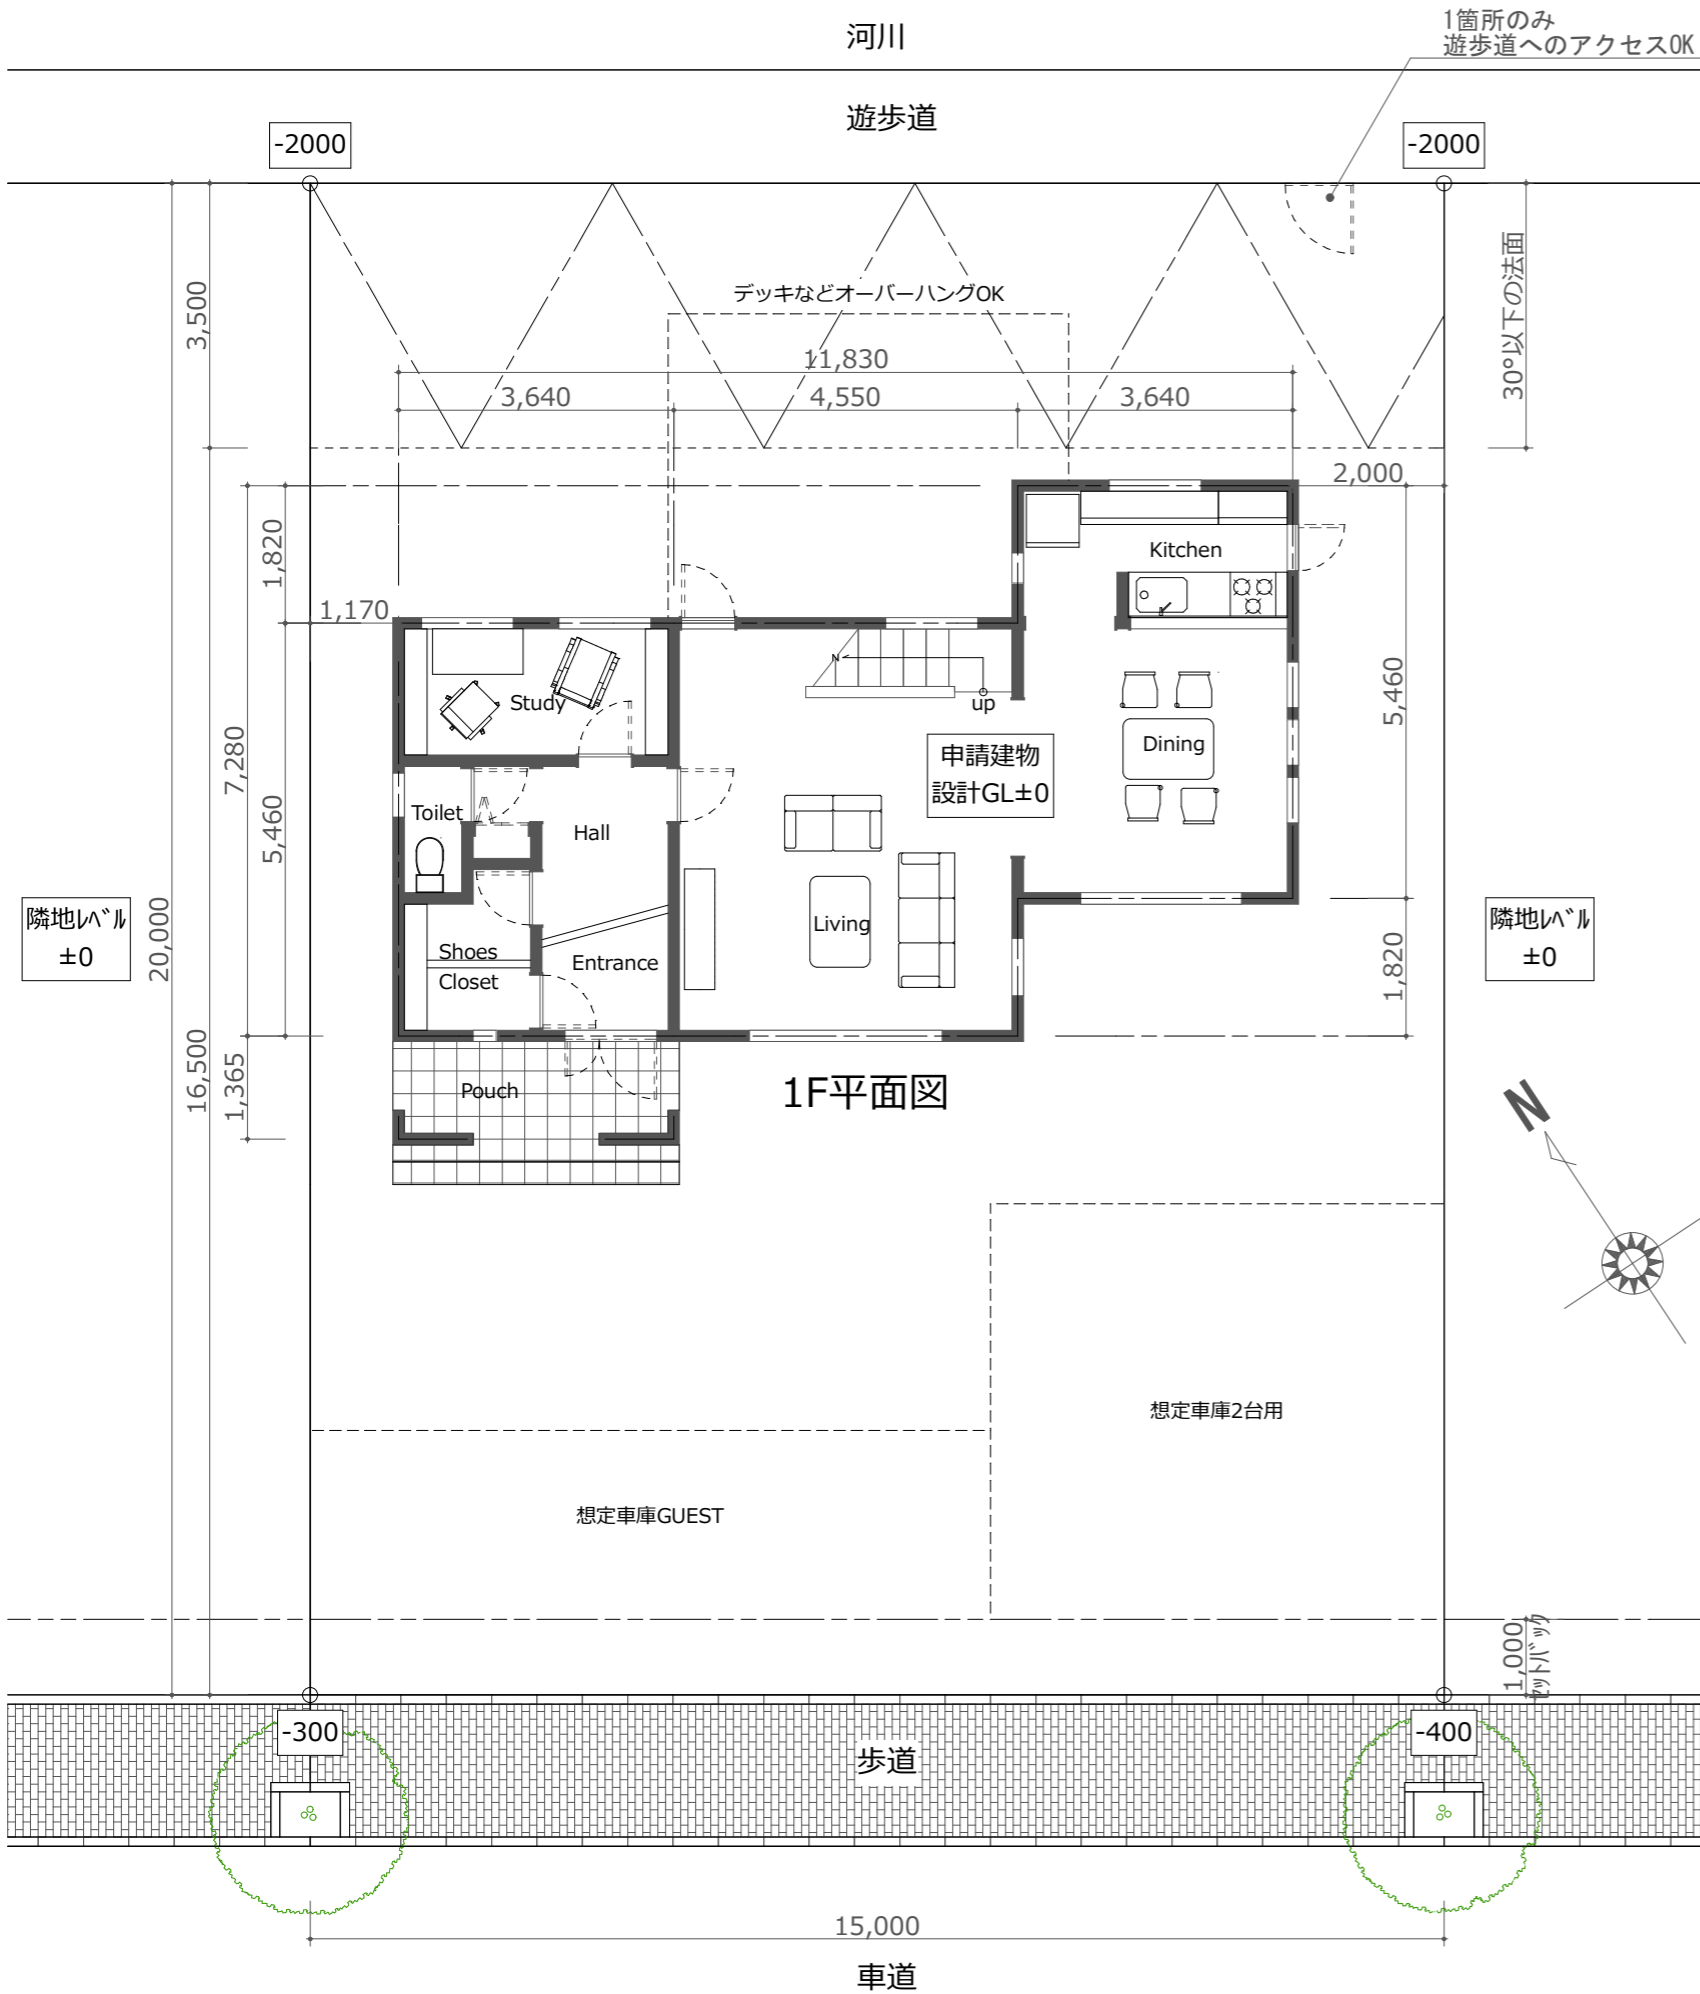 河川
1箇所のみ
遊歩道へのアクセスOK
遊歩道
-2000
-2000
3,500
30°以下の法面
デッキなどオーバーハングOK
11,830
3,640
4,550
3,640
2,000
1,820
1,170
Kitchen
5,460
Study
up
7,280
Dining
申請建物
設計GL±0
5,460
Toilet
Hall
隣地レベル
±0
20,000
隣地レベル
±0
Living
Shoes
Closet
Entrance
1,820
16,500
1,365
Pouch
1F平面図
N
想定車庫2台用
想定車庫GUEST
1,000
セットバック
-300
-400
歩道
15,000
車道